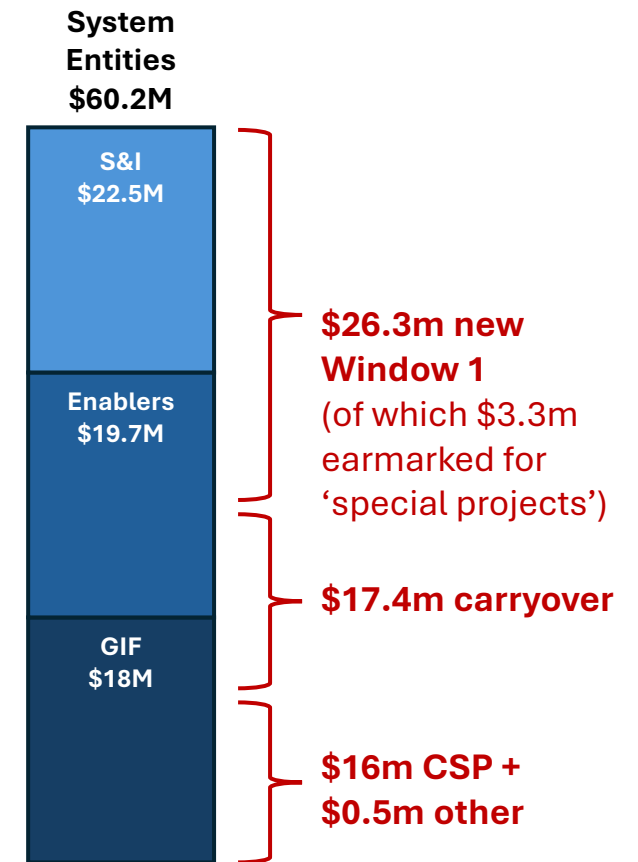 System
Entities
$60.2M
S&I
$22.5M
$26.3m new
Window 1
(of which $3.3m
earmarked for
‘special projects’)
Enablers
$19.7M
$17.4m carryover
GIF
$18M
$16m CSP +
$0.5m other